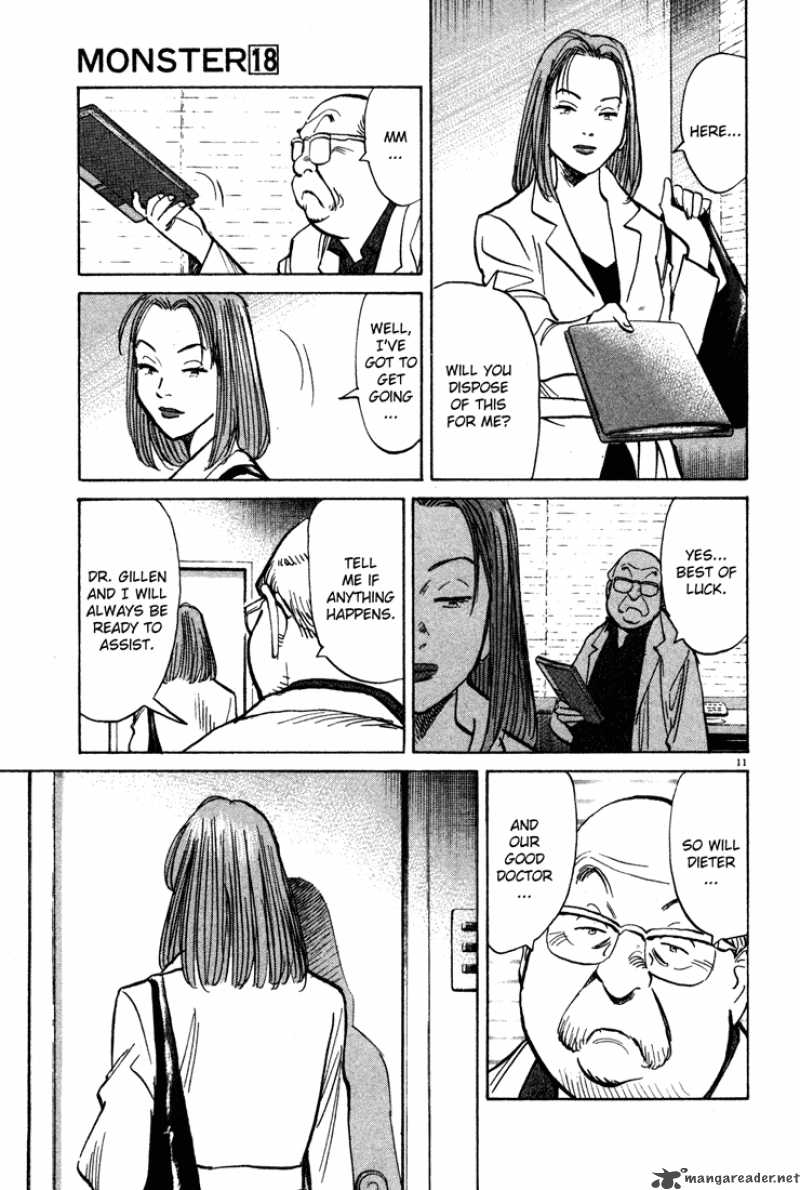 MONSTER 18
HERE...
WILL YOU
DISPOSE
OF THIS
FOR ME?
MM
...
WELL,
I'VE
GOT TO
GET
GOING
...
YES...
BEST OF
LUCK.
TELL
ME IF
ANYTHING
HAPPENS.
DR. GILLEN
AND I WILL
ALWAYS BE
READY TO
ASSIST.
11
SO WILL
DIETER
...
AND
OUR
GOOD
DOCTOR
...
mangareader.net